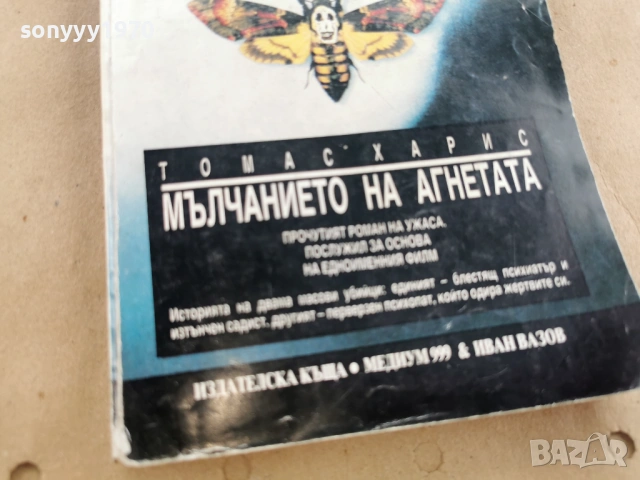 sonyyy1970
ТОМАС ХАРИС
МЪЛЧАНИЕТО НА АГНЕТАТА
ПРОЧУТИЯТ РОМАН НА УЖАСА,
ПОСЛУЖИЛ ЗА ОСНОВА
НА ЕДНОИМЕННИЯ ФИЛМ
Историята на двама масови убийци: единият – блестящ психиатър и
изтънчен садист, другият – перверзен психопат, който одира жертвите си.
ИЗДАТЕЛСКА КЪЩА • МЕДИУМ 999 & ИВАН ВАЗОВ
BAZAR